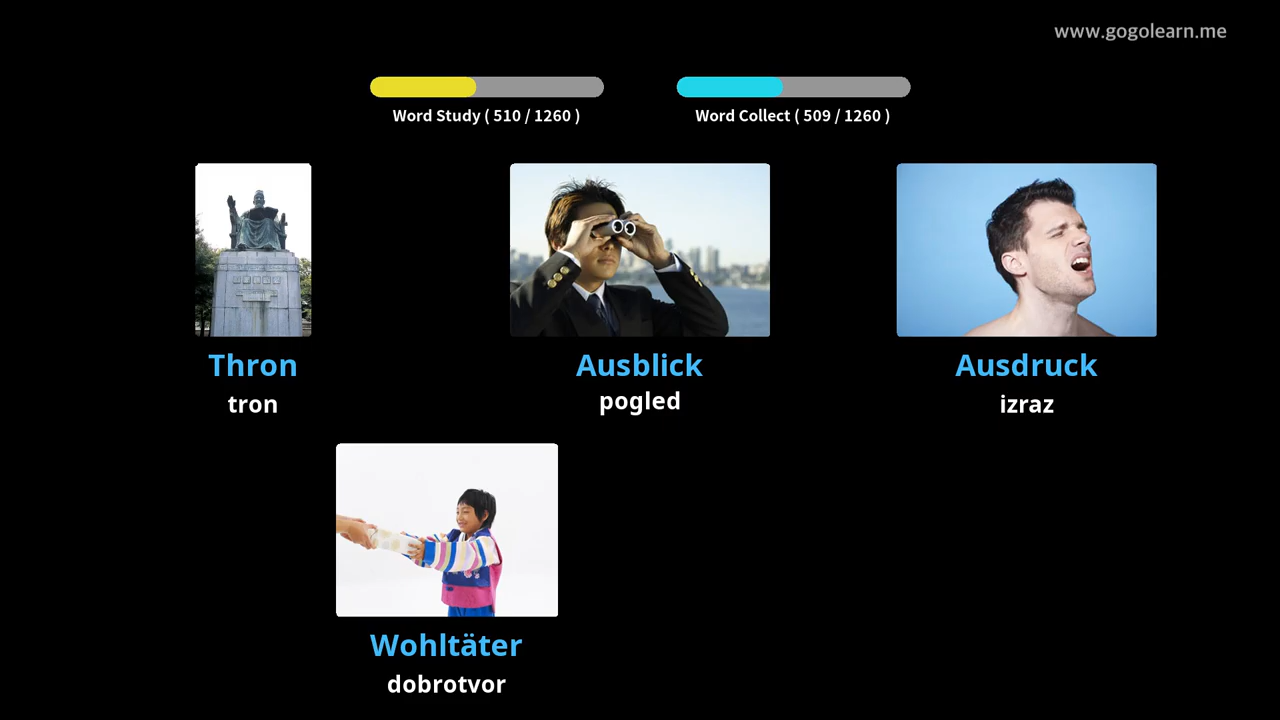 www.gogolearn.me
Word Study ( 510 / 1260 )
Word Collect ( 509 / 1260 )
Thron
tron
Ausblick
pogled
Ausdruck
izraz
Wohltäter
dobrotvor